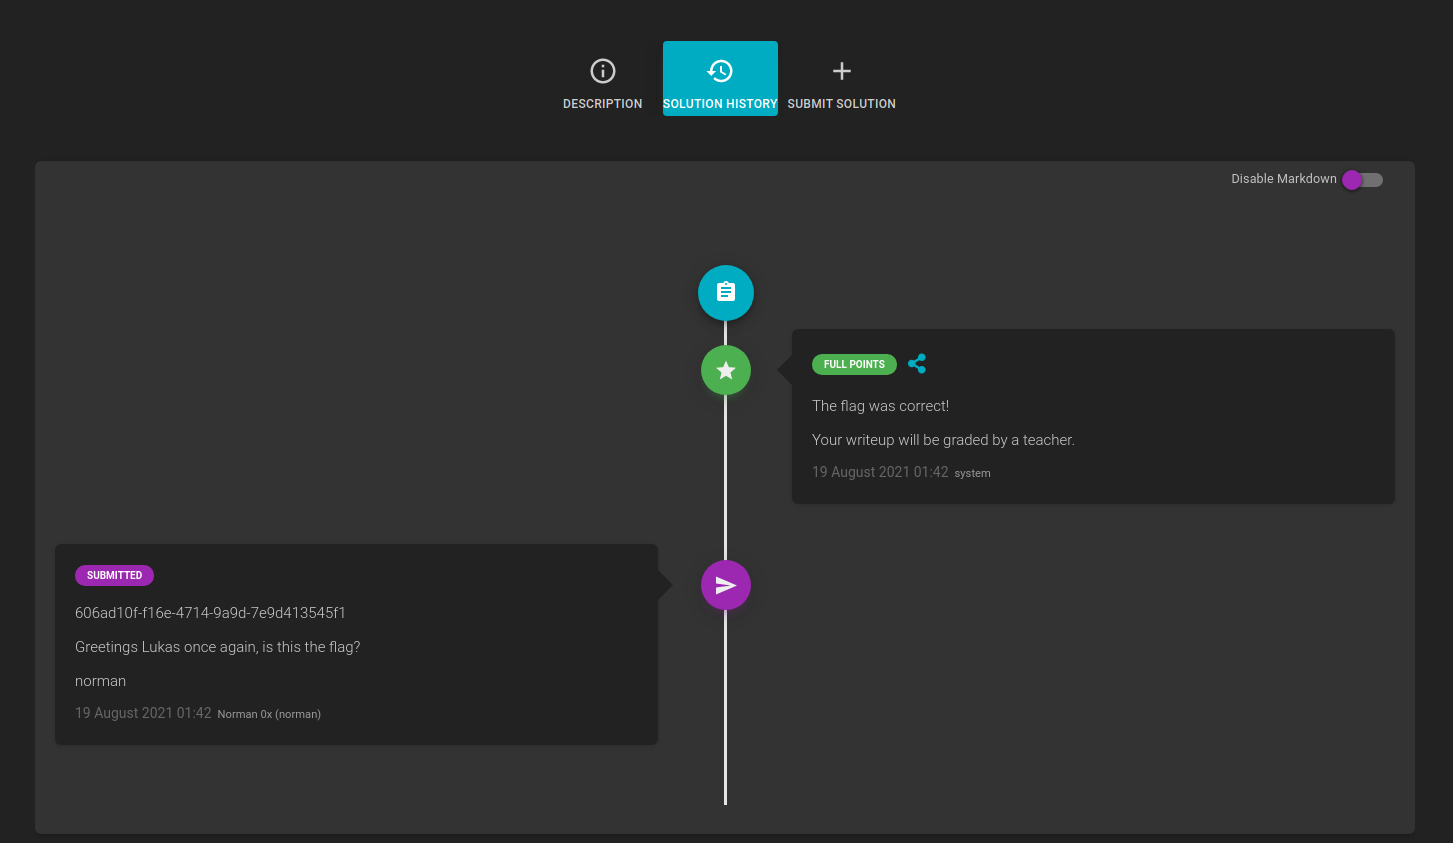 DESCRIPTION
SOLUTION HISTORY
SUBMIT SOLUTION
Disable Markdown
FULL POINTS
The flag was correct!
Your writeup will be graded by a teacher.
19 August 2021 01:42 system
SUBMITTED
606ad10f-f16e-4714-9a9d-7e9d413545f1
Greetings Lukas once again, is this the flag?
norman
19 August 2021 01:42 Norman 0x (norman)